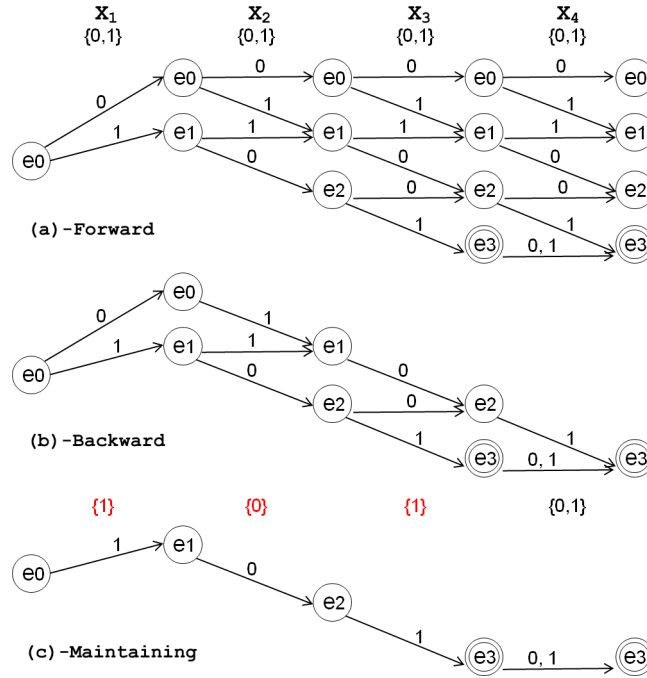 X1 X2 X3 X4
{0,1} {0,1} {0,1} {0,1}
0 0 0
e0 e0 e0 e0
0 1 1 1
1 1 1 1
e1 e1 e1 e1
e0 0 0 0
0 0
e2 e2 e2
1 1
(a)-Forward
e3 e3
0, 1
e0
0 1
1 1
e1 e1
e0 0 0
0
e2 e2
1 1
(b)-Backward
e3 e3
0, 1
{1} {0} {1} {0,1}
1
e1
e0 0
e2
1
(c)-Maintaining
e3 0, 1 e3